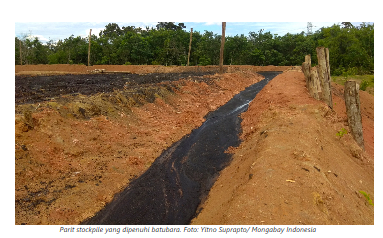 Parit stockpile yang dipenuhi batubara. Foto: Yitno Suprapto/ Mongabay Indonesia